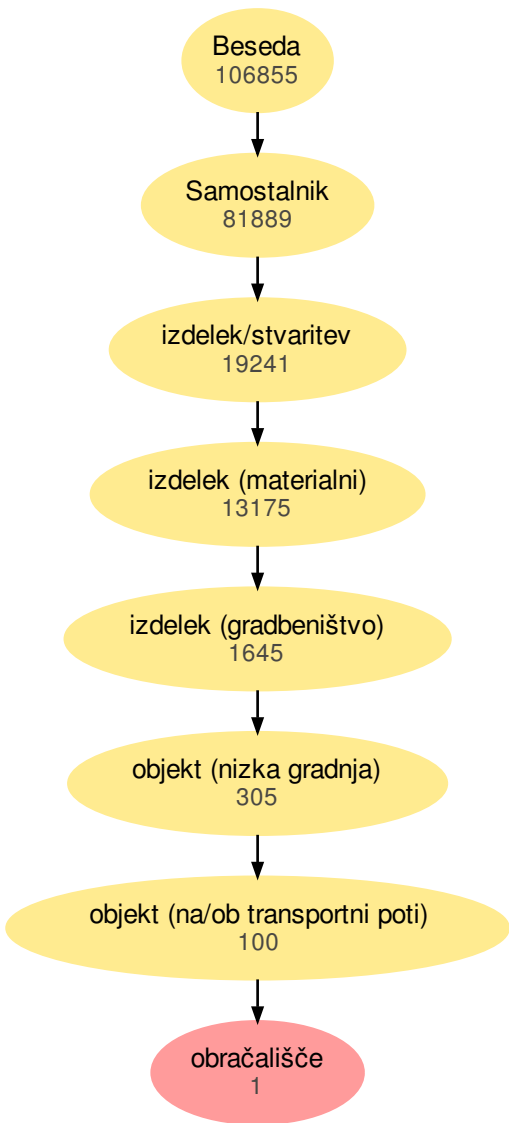 Beseda
106855
Samostalnik
81889
izdelek/stvaritev
19241
izdelek (materialni)
13175
izdelek (gradbeništvo)
1645
objekt (nizka gradnja)
305
objekt (na/ob transportni poti)
100
obračališče
1